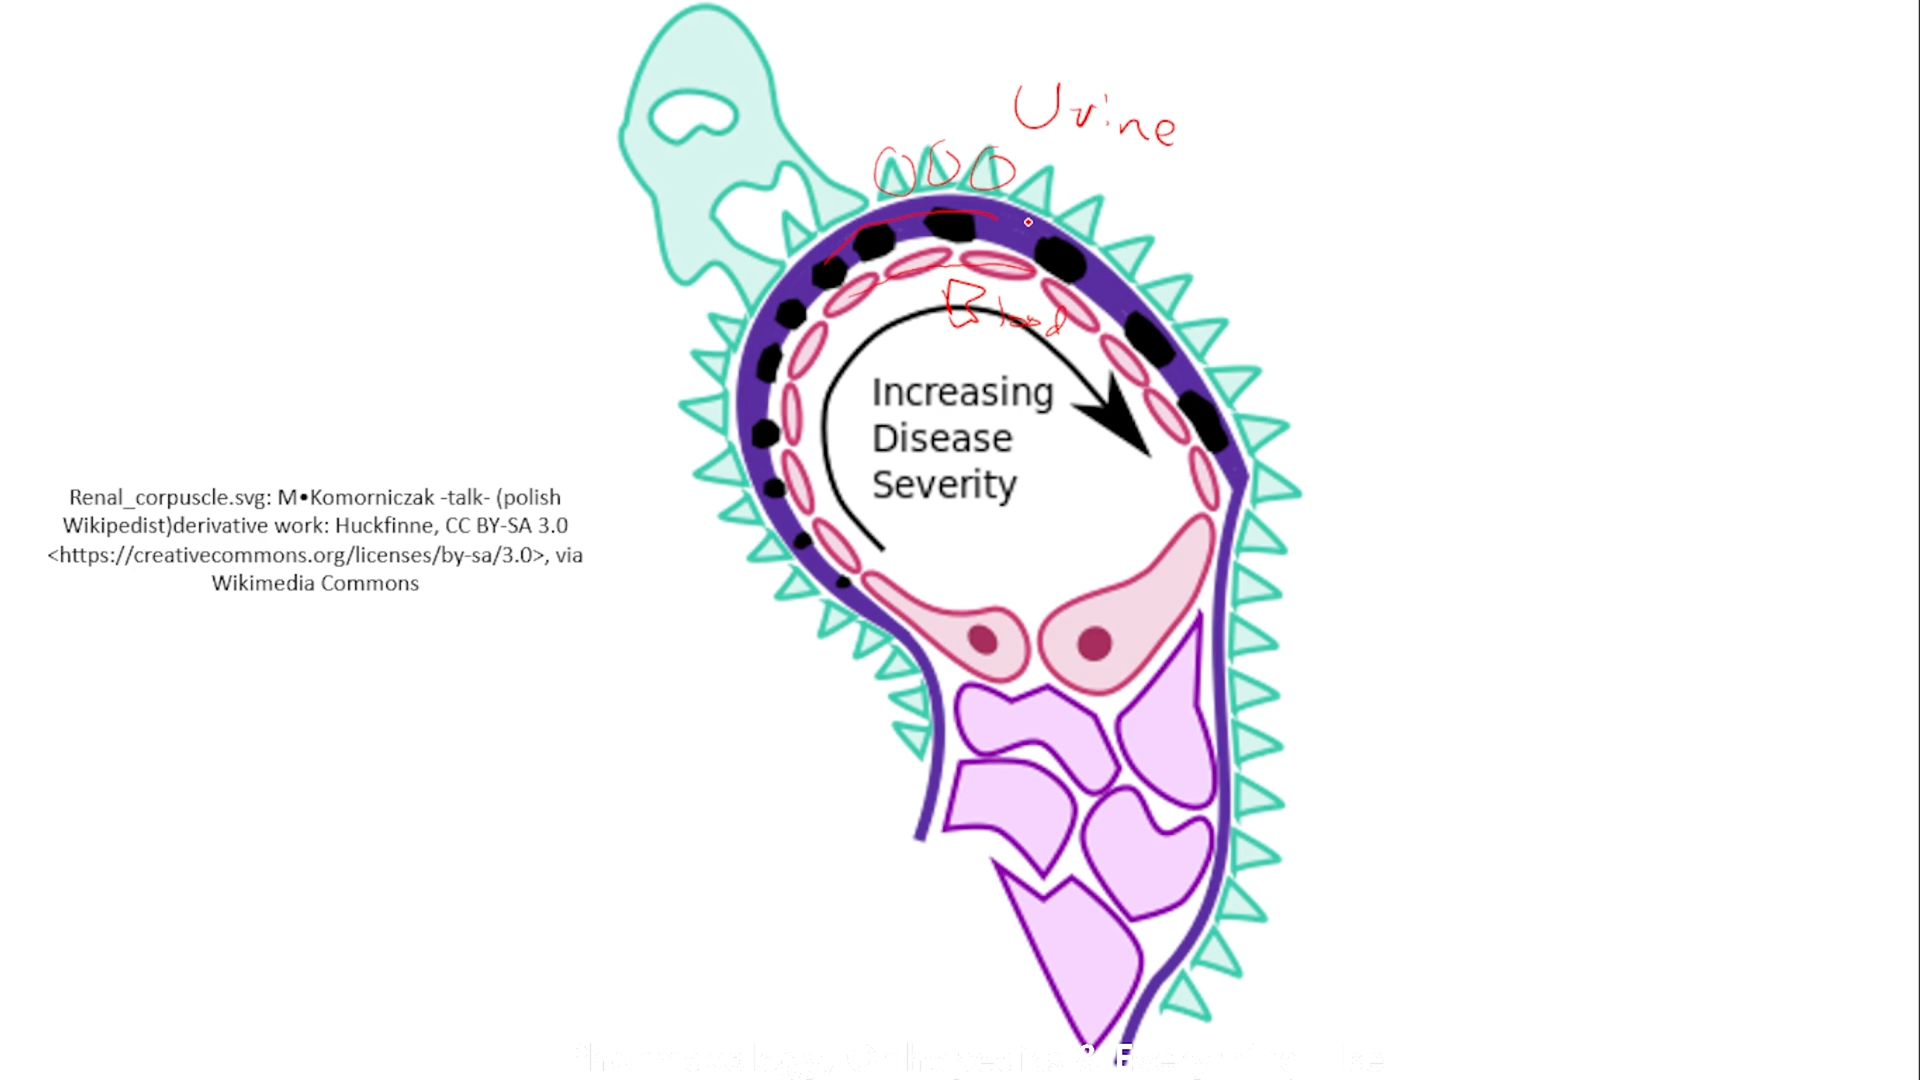 Urine
Blood
Increasing
Disease
Severity
Renal_corpuscle.svg: M•Komorniczak -talk- (polish
Wikipedist)derivative work: Huckfinne, CC BY-SA 3.0
<https://creativecommons.org/licenses/by-sa/3.0>, via
Wikimedia Commons